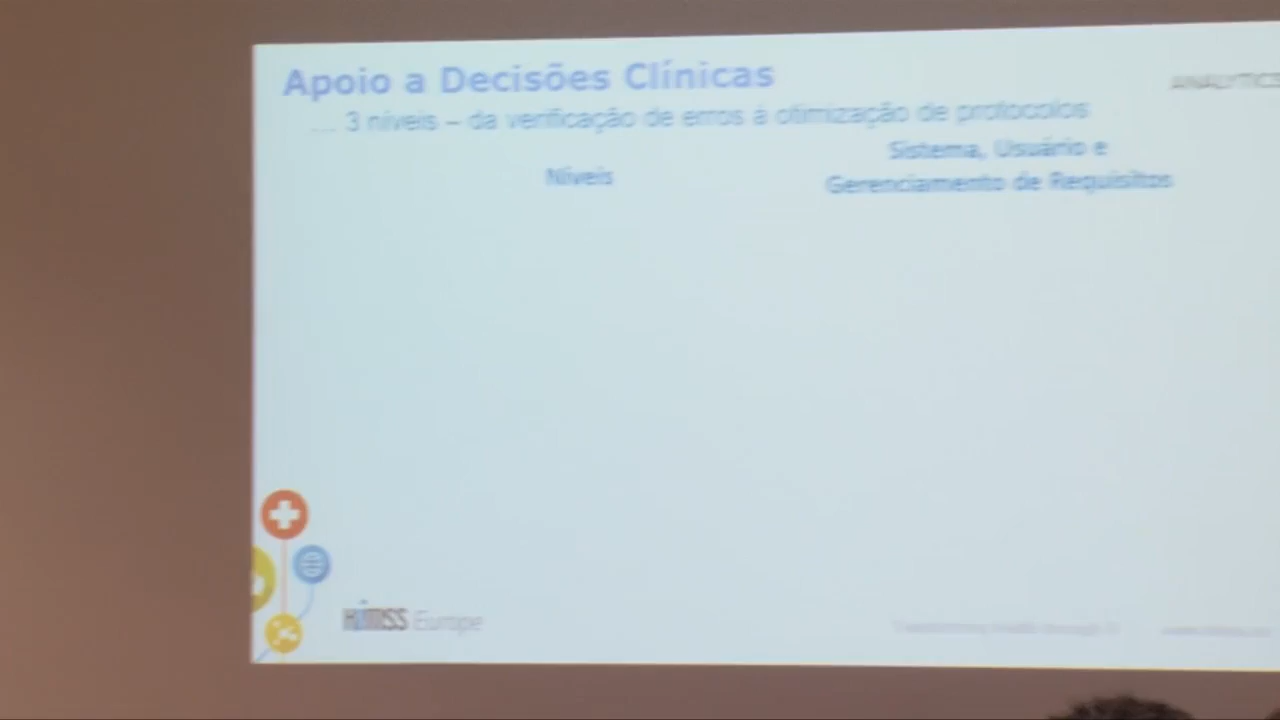 Apoio a Decisões Clínicas
ANALYTICS
... 3 níveis – da verificação de erros à otimização de protocolos
Níveis
Sistema, Usuário e
Gerenciamento de Requisitos
HIMSS Europe